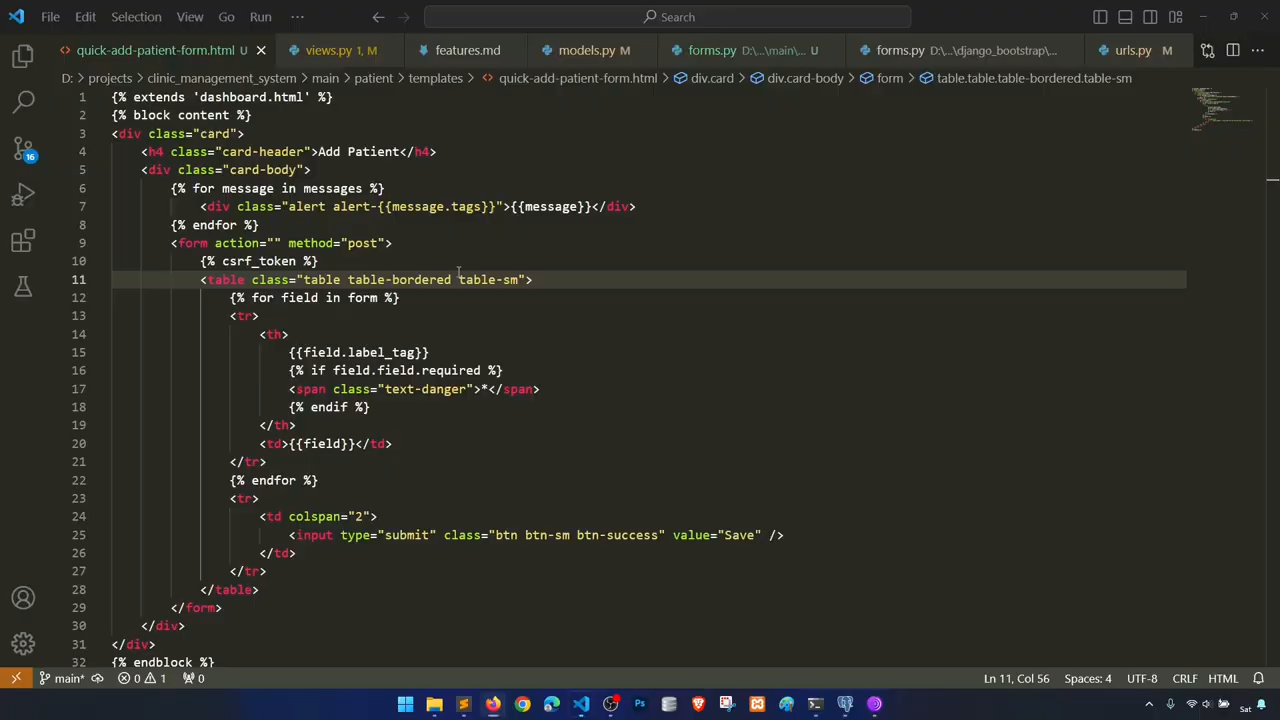 File Edit Selection View Go Run ··· Search
quick-add-patient-form.html U views.py 1, M features.md models.py M forms.py D:\...\main\... U forms.py D:\...\django_bootstrap\... urls.py M
D: > projects > clinic_management_system > main > patient > templates > quick-add-patient-form.html > div.card > div.card-body > form > table.table.table-bordered.table-sm
1 {% extends 'dashboard.html' %}
2 {% block content %}
3 <div class="card">
4 <h4 class="card-header">Add Patient</h4>
5 <div class="card-body">
6 {% for message in messages %}
7 <div class="alert alert-{{message.tags}}">{{message}}</div>
8 {% endfor %}
9 <form action="" method="post">
10 {% csrf_token %}
11 <table class="table table-bordered table-sm">
12 {% for field in form %}
13 <tr>
14 <th>
15 {{field.label_tag}}
16 {% if field.field.required %}
17 <span class="text-danger">*</span>
18 {% endif %}
19 </th>
20 <td>{{field}}</td>
21 </tr>
22 {% endfor %}
23 <tr>
24 <td colspan="2">
25 <input type="submit" class="btn btn-sm btn-success" value="Save" />
26 </td>
27 </tr>
28 </table>
29 </form>
30 </div>
31 </div>
32 {% endblock %}
16
main* 0 1 0 Ln 11, Col 56 Spaces: 4 UTF-8 CRLF HTML
Ps Sat